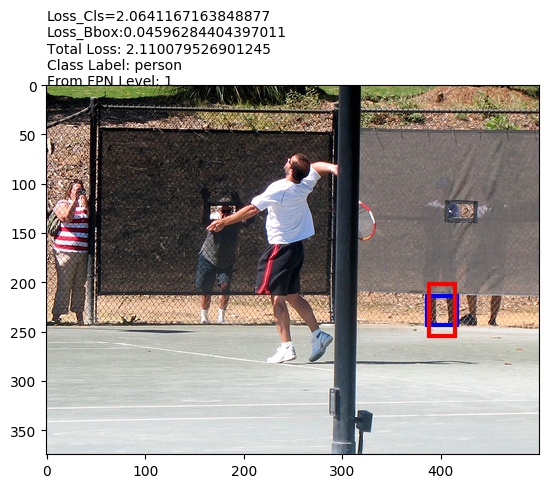 Loss_Cls=2.0641167163848877
Loss_Bbox:0.04596284404397011
Total Loss: 2.110079526901245
Class Label: person
From FPN Level: 1
0
50
100
150
200
250
300
350
0 100 200 300 400